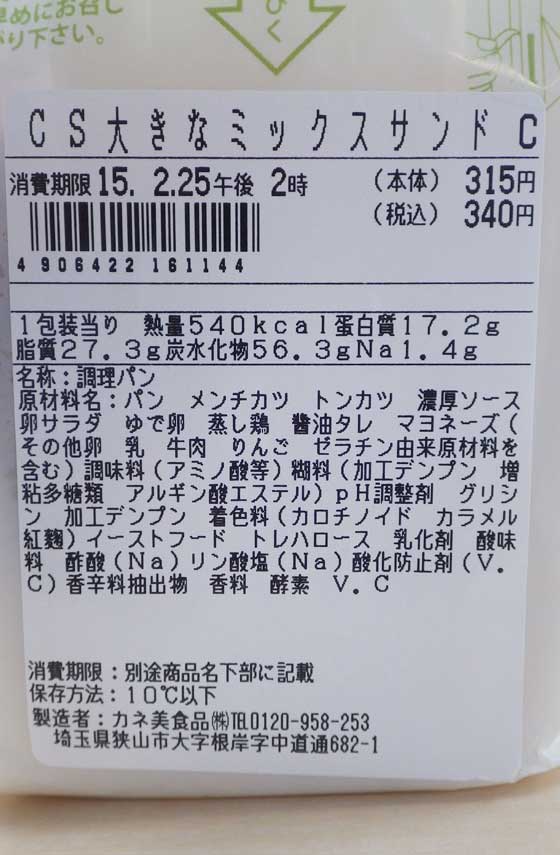 早めにお召し
がり下さい。
ひく
CS大きなミックスサンド C
消費期限 15. 2.25午後 2時 (本体) 315円
(税込) 340円
4 906422 161144
1包装当り 熱量540kcal蛋白質17.2g
脂質27.3g炭水化物56.3gNa1.4g
名称:調理パン
原材料名:パン メンチカツ トンカツ 濃厚ソース
卵サラダ ゆで卵 蒸し鶏 醤油タレ マヨネーズ(
その他卵 乳 牛肉 りんご ゼラチン由来原材料を
含む)調味料(アミノ酸等)糊料(加工デンプン 増
粘多糖類 アルギン酸エステル)pH調整剤 グリシ
ン 加工デンプン 着色料(カロチノイド カラメル
紅麹)イーストフード トレハロース 乳化剤 酸味
料 酢酸(Na)リン酸塩(Na)酸化防止剤(V.
C)香辛料抽出物 香料 酵素 V.C
消費期限:別途商品名下部に記載
保存方法:10℃以下
製造者:カネ美食品㈱℡0120-958-253
埼玉県狭山市大字根岸字中道通682-1